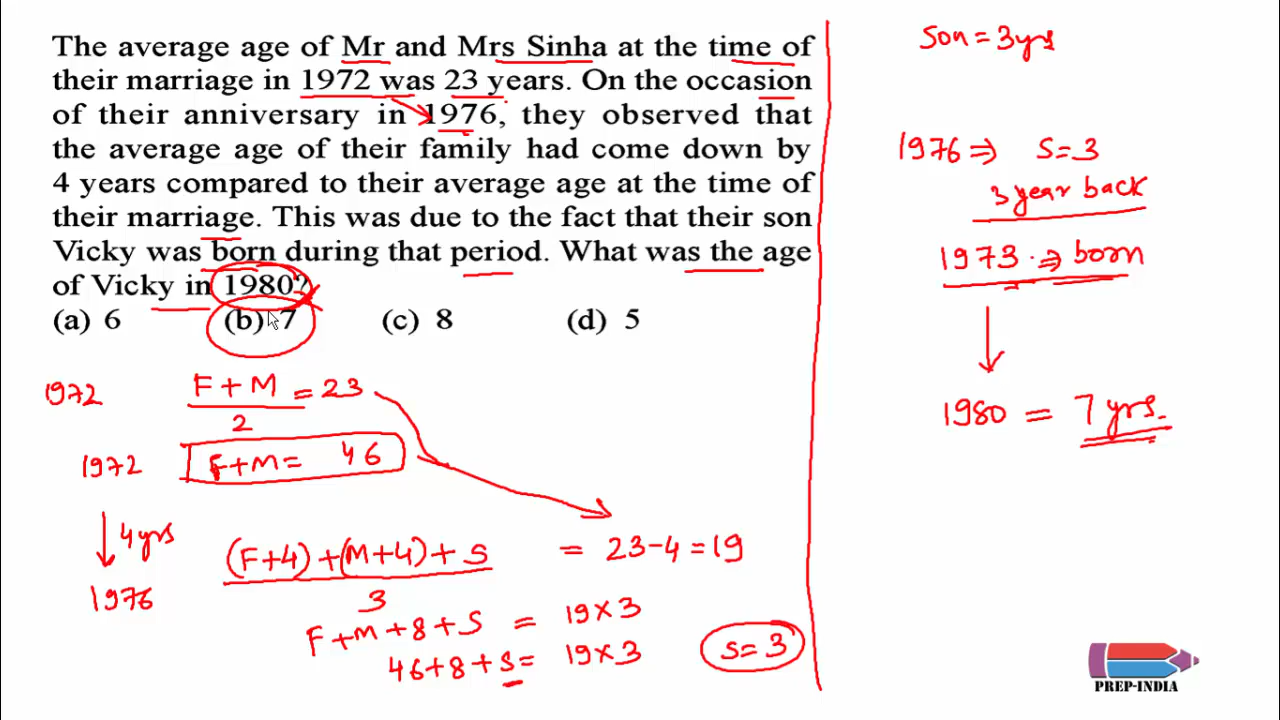 The average age of Mr and Mrs Sinha at the time of
their marriage in 1972 was 23 years. On the occasion
of their anniversary in 1976, they observed that
the average age of their family had come down by
4 years compared to their average age at the time of
their marriage. This was due to the fact that their son
Vicky was born during that period. What was the age
of Vicky in 1980?
(a) 6 (b) 7 (c) 8 (d) 5
1972 F+M = 23
2
1972 F+M = 46
↓ 4yrs
(F+4) + (M+4) + S = 23-4 = 19
1976 3
F+M+8+S = 19×3
46+8+S = 19×3
S=3
Son = 3yrs
1976 ⇒ S=3
3 year back
1973 ⇒ born
↓
1980 = 7 yrs.
PREP-INDIA